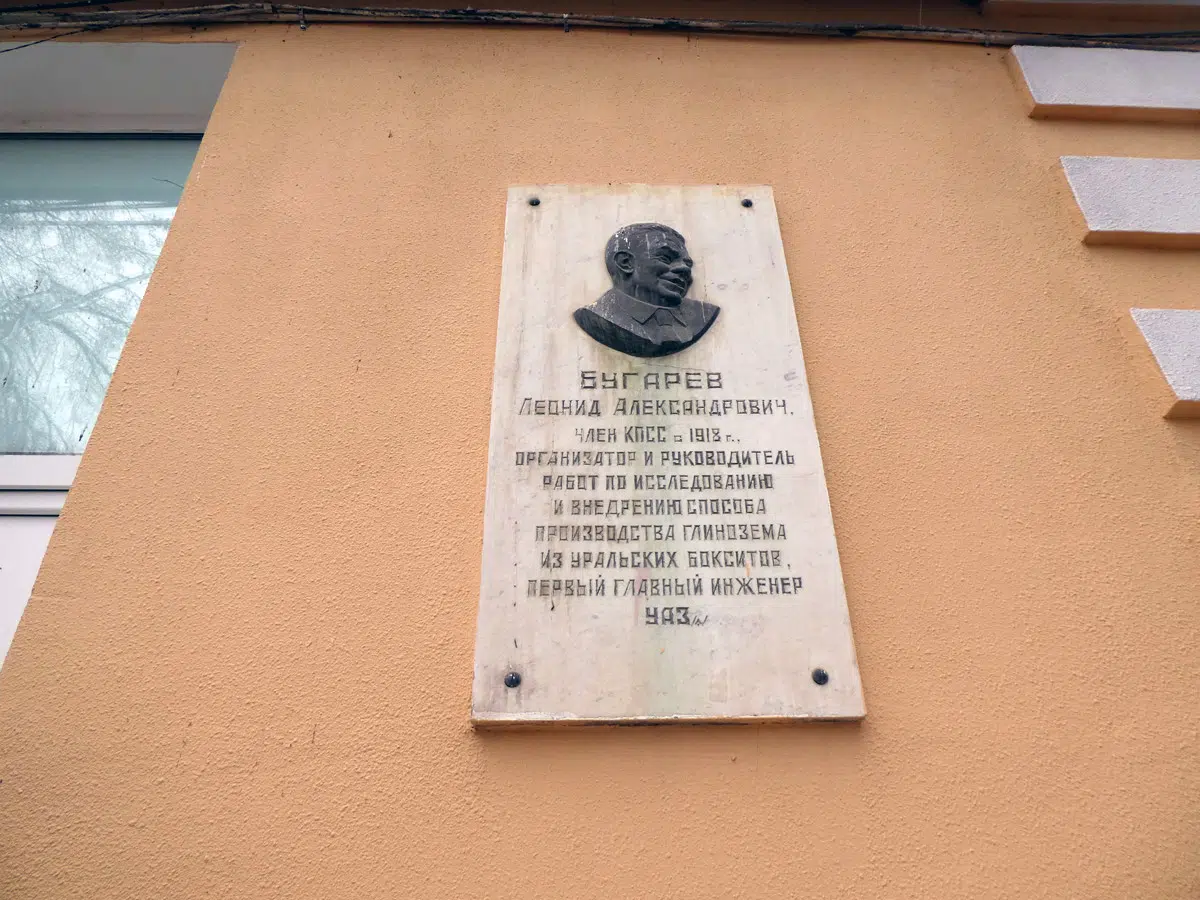 БУГАРЕВ
ЛЕОНИД АЛЕКСАНДРОВИЧ.
ЧЛЕН КПСС с 1918 г.,
ОРГАНИЗАТОР И РУКОВОДИТЕЛЬ
РАБОТ ПО ИССЛЕДОВАНИЮ
И ВНЕДРЕНИЮ СПОСОБА
ПРОИЗВОДСТВА ГЛИНОЗЕМА
ИЗ УРАЛЬСКИХ БОКСИТОВ,
ПЕРВЫЙ ГЛАВНЫЙ ИНЖЕНЕР
УАЗ